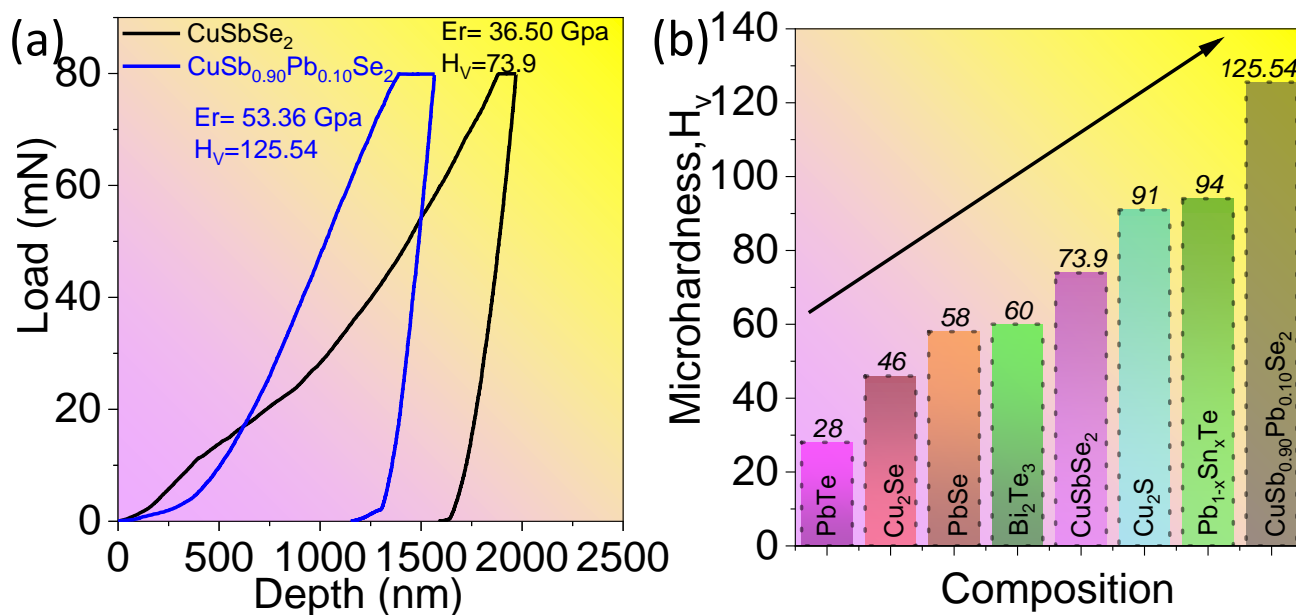 (a)
CuSbSe₂
CuSb₀.₉₀Pb₀.₁₀Se₂
Er= 36.50 Gpa
H_V=73.9
Er= 53.36 Gpa
H_V=125.54
Load (mN)
80
60
40
20
0
0 500 1000 1500 2000 2500
Depth (nm)
(b)
Microhardness,H_v
140
120
100
80
60
40
20
0
28
46
58
60
73.9
91
94
125.54
PbTe
Cu₂Se
PbSe
Bi₂Te₃
CuSbSe₂
Cu₂S
Pb₁₋ₓSnₓTe
CuSb₀.₉₀Pb₀.₁₀Se₂
Composition